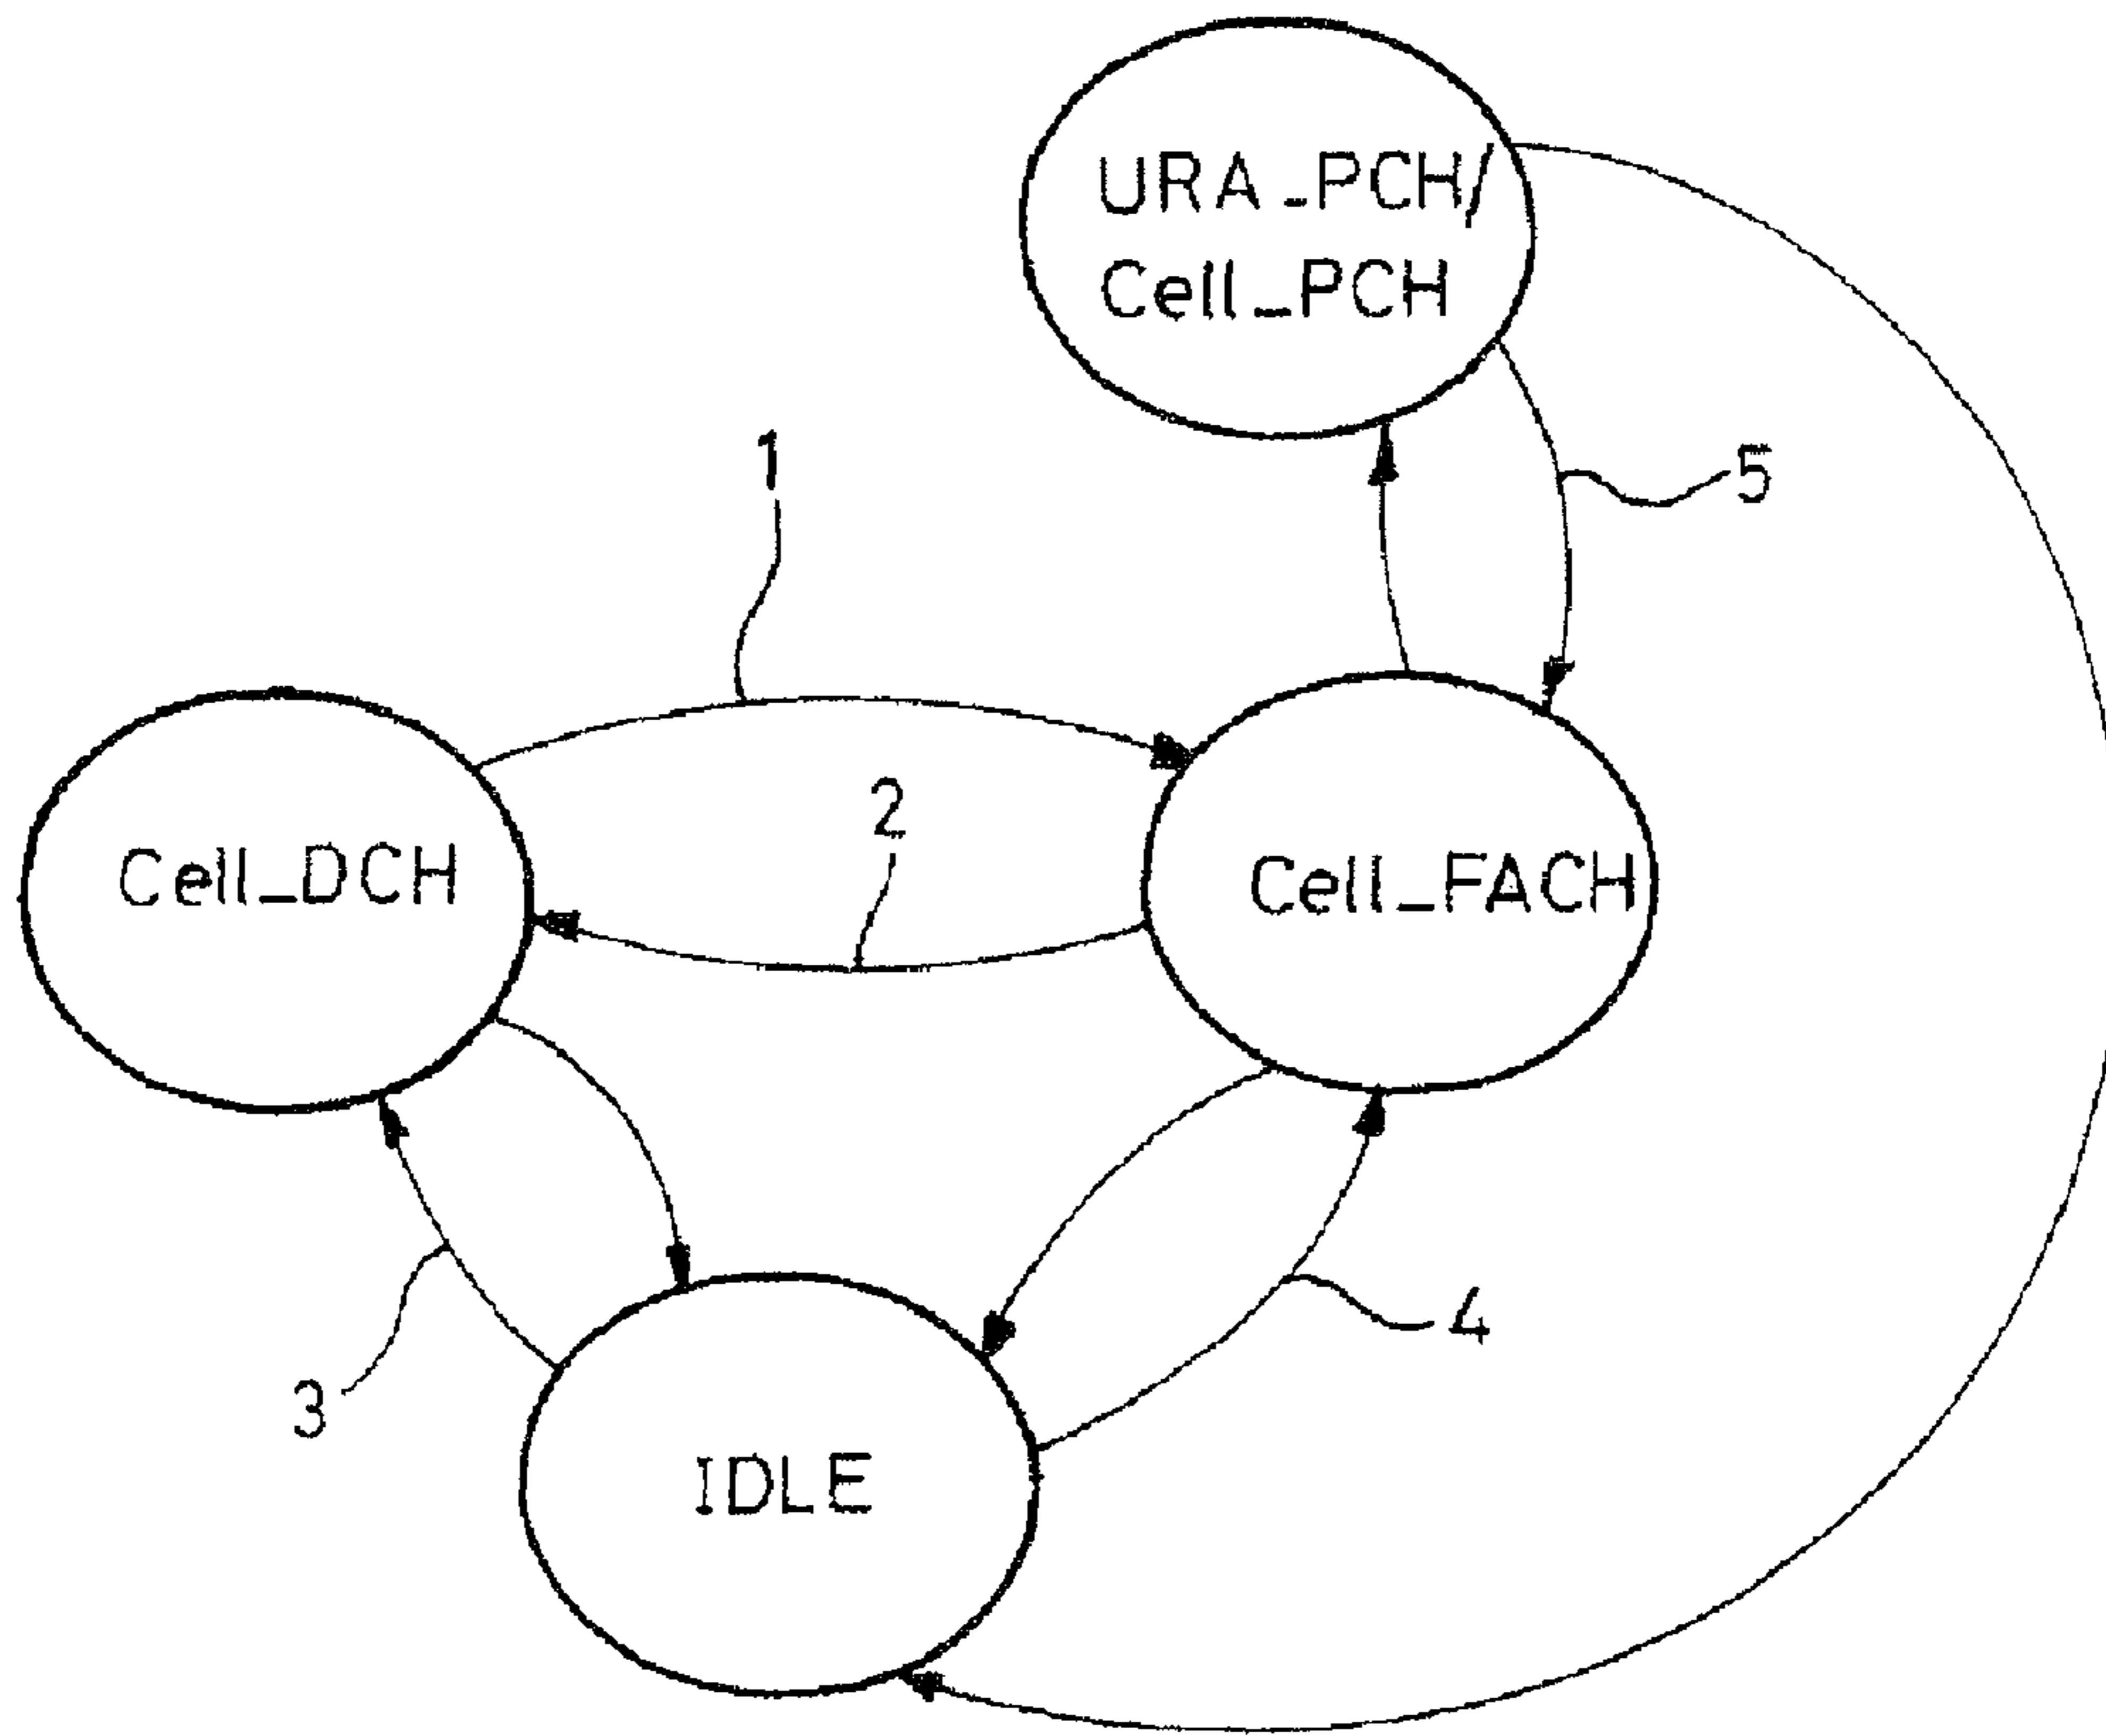 URA_PCH/
Cell_PCH
1
5
2
Cell_DCH
Cell_FACH
4
3
IDLE